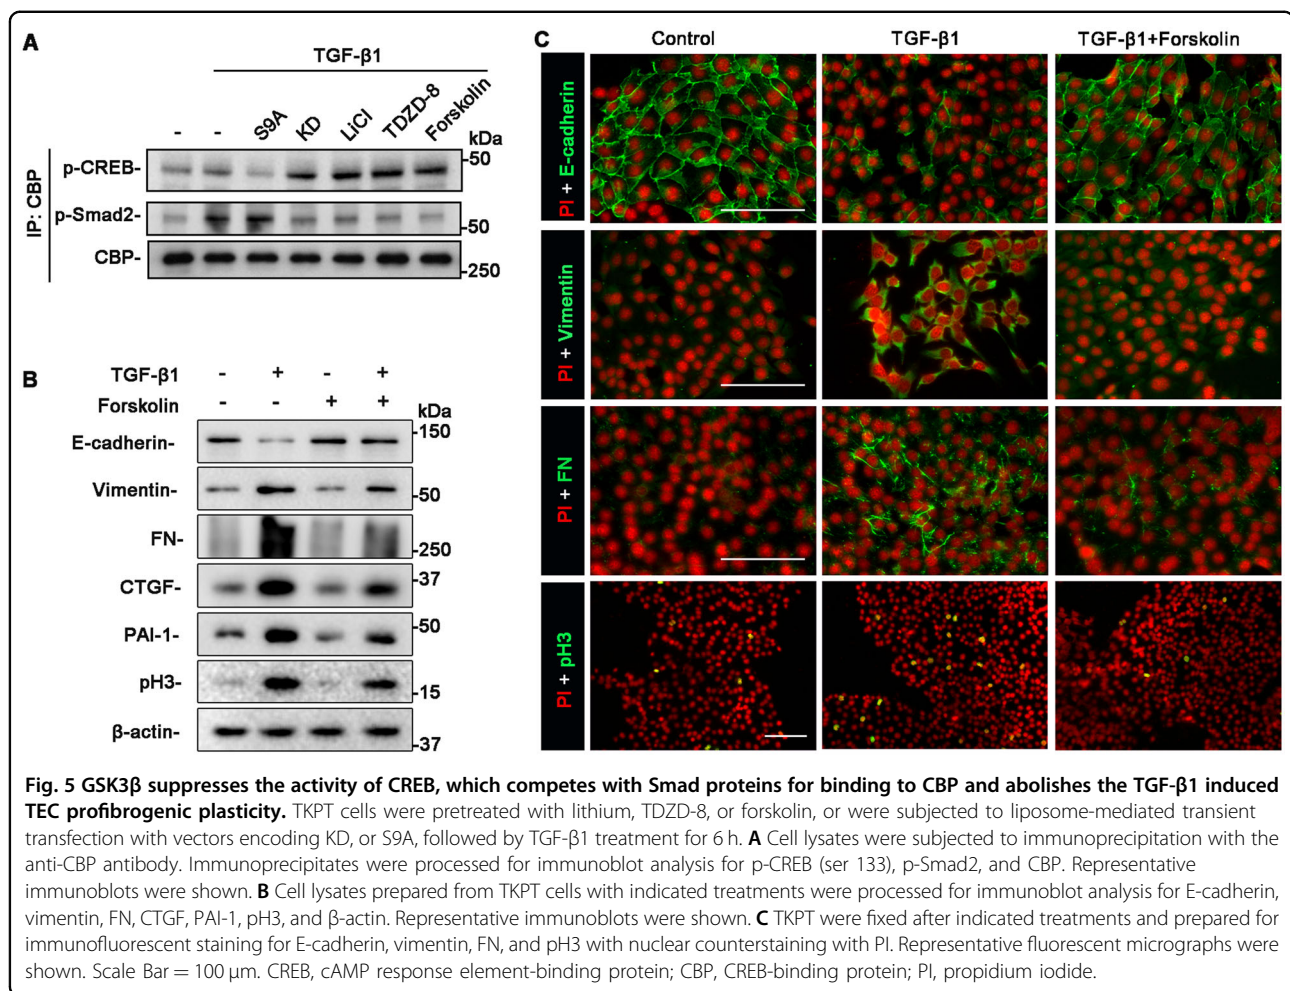 A
TGF-β1
- - S9A KD LiCl TDZD-8 Forskolin
kDa
IP: CBP
p-CREB- -50
p-Smad2- -50
CBP- -250
B
TGF-β1 - + - +
Forskolin - - + +
kDa
E-cadherin- -150
Vimentin- -50
FN- -250
CTGF- -37
PAI-1- -50
pH3- -15
β-actin- -37
C
Control TGF-β1 TGF-β1+Forskolin
PI + E-cadherin
PI + Vimentin
PI + FN
PI + pH3
Fig. 5 GSK3β suppresses the activity of CREB, which competes with Smad proteins for binding to CBP and abolishes the TGF-β1 induced
TEC profibrogenic plasticity. TKPT cells were pretreated with lithium, TDZD-8, or forskolin, or were subjected to liposome-mediated transient
transfection with vectors encoding KD, or S9A, followed by TGF-β1 treatment for 6 h. A Cell lysates were subjected to immunoprecipitation with the
anti-CBP antibody. Immunoprecipitates were processed for immunoblot analysis for p-CREB (ser 133), p-Smad2, and CBP. Representative
immunoblots were shown. B Cell lysates prepared from TKPT cells with indicated treatments were processed for immunoblot analysis for E-cadherin,
vimentin, FN, CTGF, PAI-1, pH3, and β-actin. Representative immunoblots were shown. C TKPT were fixed after indicated treatments and prepared for
immunofluorescent staining for E-cadherin, vimentin, FN, and pH3 with nuclear counterstaining with PI. Representative fluorescent micrographs were
shown. Scale Bar = 100 μm. CREB, cAMP response element-binding protein; CBP, CREB-binding protein; PI, propidium iodide.